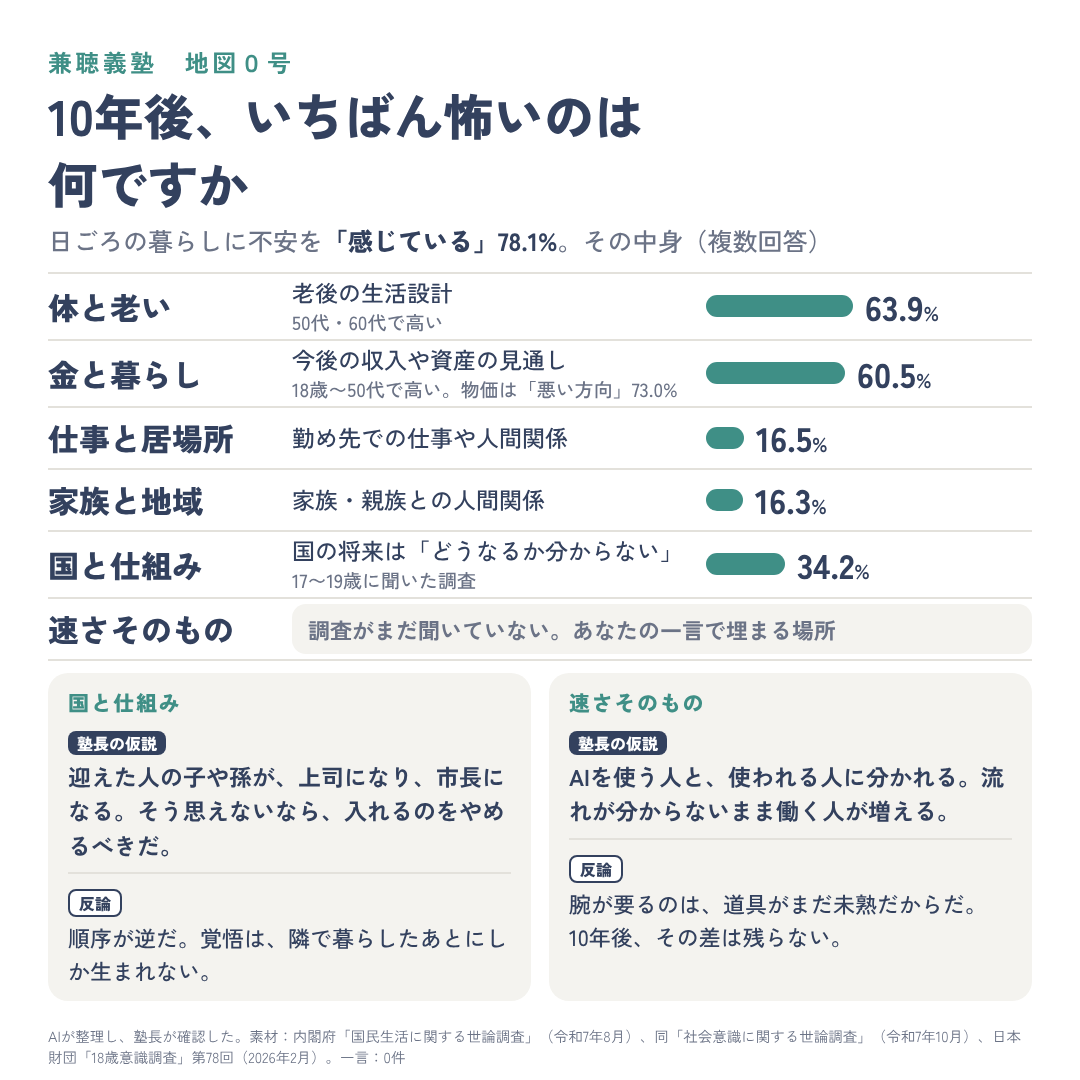 兼聴義塾　地図０号
10年後、いちばん怖いのは
何ですか
日ごろの暮らしに不安を「感じている」78.1%。その中身（複数回答）
体と老い
老後の生活設計
50代・60代で高い
63.9%
金と暮らし
今後の収入や資産の見通し
18歳〜50代で高い。物価は「悪い方向」73.0%
60.5%
仕事と居場所
勤め先での仕事や人間関係
16.5%
家族と地域
家族・親族との人間関係
16.3%
国と仕組み
国の将来は「どうなるか分からない」
17〜19歳に聞いた調査
34.2%
速さそのもの
調査がまだ聞いていない。あなたの一言で埋まる場所
国と仕組み
塾長の仮説
迎えた人の子や孫が、上司になり、市長に
なる。そう思えないなら、入れるのをやめ
るべきだ。
反論
順序が逆だ。覚悟は、隣で暮らしたあとにし
か生まれない。
速さそのもの
塾長の仮説
AIを使う人と、使われる人に分かれる。流
れが分からないまま働く人が増える。
反論
腕が要るのは、道具がまだ未熟だからだ。
10年後、その差は残らない。
AIが整理し、塾長が確認した。素材：内閣府「国民生活に関する世論調査」（令和7年8月）、同「社会意識に関する世論調査」（令和7年10月）、日本
財団「18歳意識調査」第78回（2026年2月）。一言：0件